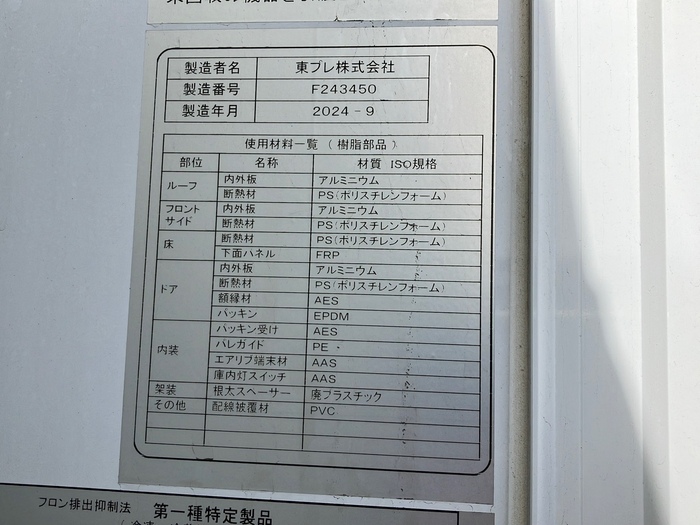 製造者名 東プレ株式会社
製造番号 F243450
製造年月 2024-9
使用材料一覧 (樹脂部品)
部位 名称 材質 ISO規格
ルーフ 内外板 アルミニウム
断熱材 PS(ポリスチレンフォーム)
フロント サイド 内外板 アルミニウム
断熱材 PS(ポリスチレンフォーム)
床 断熱材 PS(ポリスチレンフォーム)
下面パネル FRP
ドア 内外板 アルミニウム
断熱材 PS(ポリスチレンフォーム)
額縁材 AES
パッキン EPDM
内装 パッキン受け AES
パレガイド PE
エアリブ端末材 AAS
庫内灯スイッチ AAS
架装 根太スペーサー 廃プラスチック
その他 配線被覆材 PVC
フロン排出抑制法 第一種特定製品